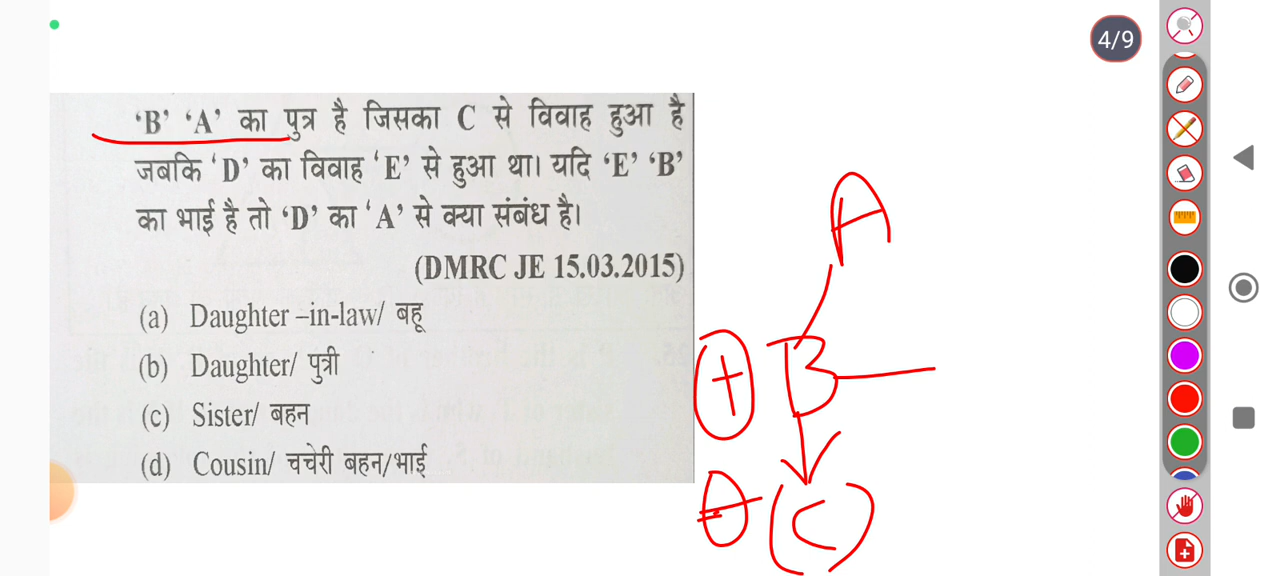 4/9
‘B’ ‘A’ का पुत्र है जिसका C से विवाह हुआ है
जबकि ‘D’ का विवाह ‘E’ से हुआ था। यदि ‘E’ ‘B’
का भाई है तो ‘D’ का ‘A’ से क्या संबंध है।
(DMRC JE 15.03.2015)
(a) Daughter –in-law/ बहू
(b) Daughter/ पुत्री
(c) Sister/ बहन
(d) Cousin/ चचेरी बहन/भाई
A
+ B
(C)